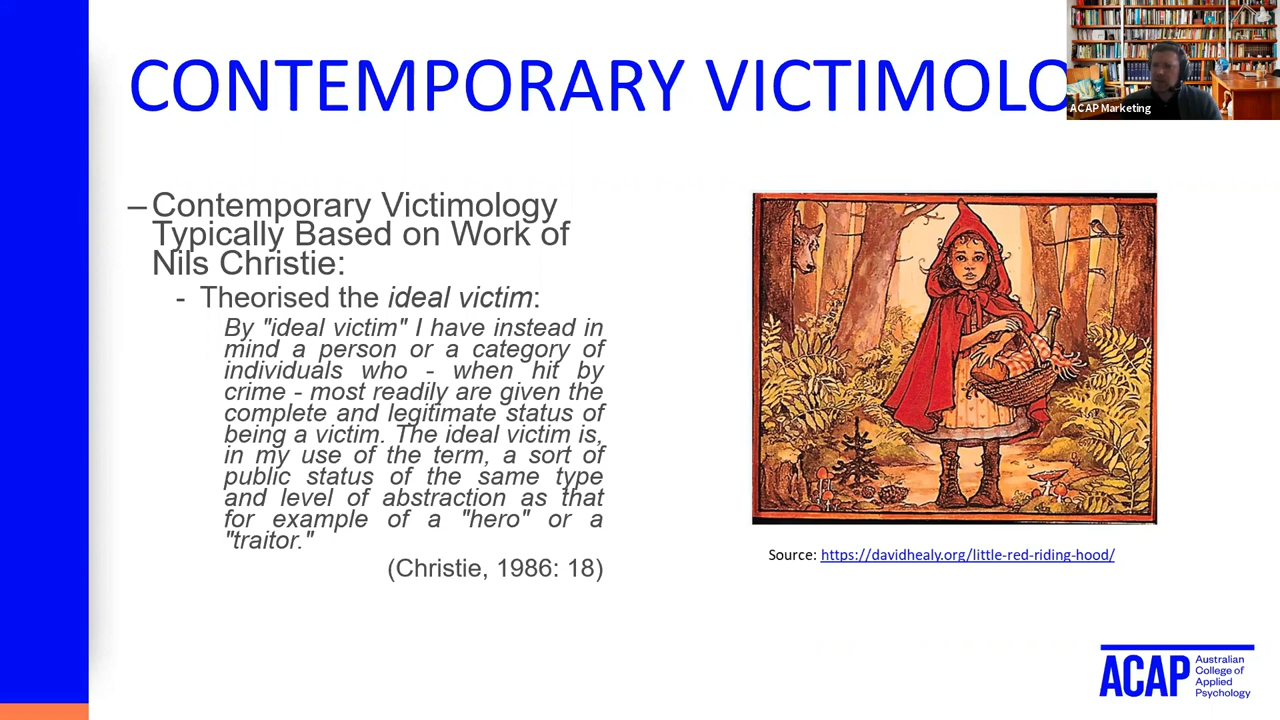 CONTEMPORARY VICTIMOLO
ACAP Marketing
– Contemporary Victimology
Typically Based on Work of
Nils Christie:
- Theorised the ideal victim:
By "ideal victim" I have instead in
mind a person or a category of
individuals who - when hit by
crime - most readily are given the
complete and legitimate status of
being a victim. The ideal victim is,
in my use of the term, a sort of
public status of the same type
and level of abstraction as that
for example of a "hero" or a
"traitor."
(Christie, 1986: 18)
Source: https://davidhealy.org/little-red-riding-hood/
ACAP
Australian
College of
Applied
Psychology